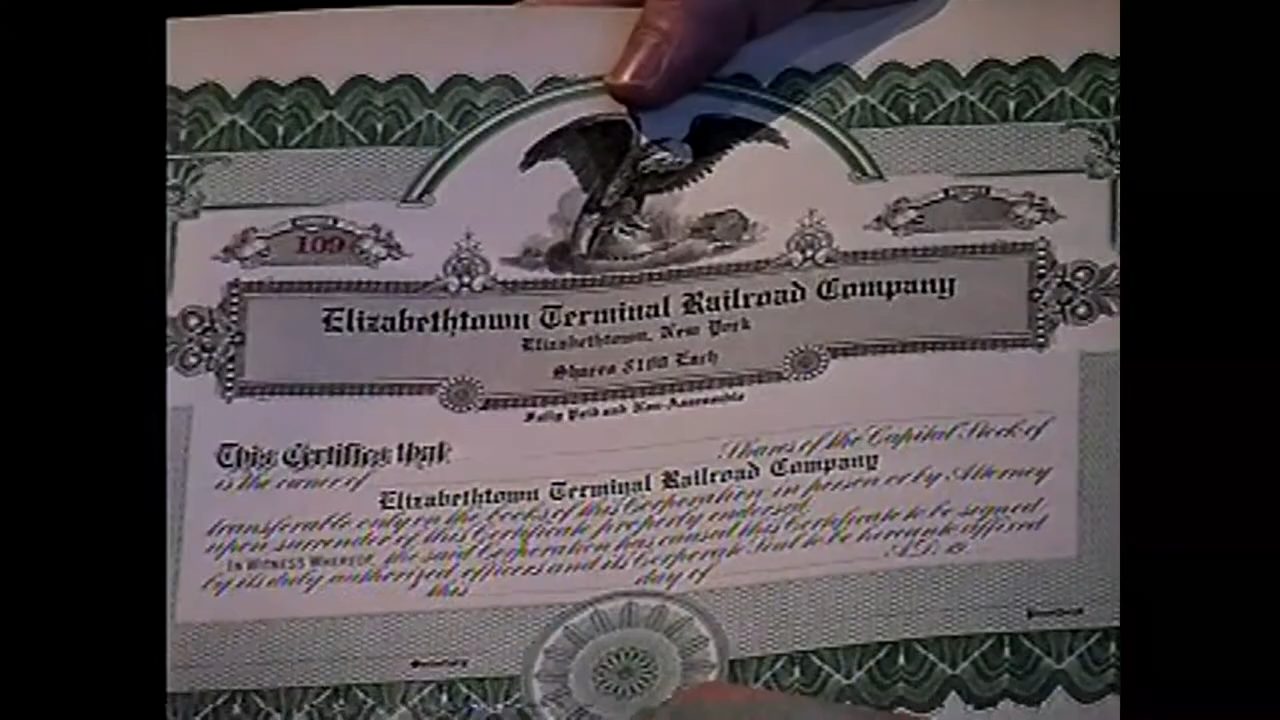 109
Elizabethtown Terminal Railroad Company
Elizabethtown, New York
Shares $100 Each
Fully Paid and Non-Assessable
This Certifies that
is the owner of Shares of the Capital Stock of
Elizabethtown Terminal Railroad Company
transferable only on the books of this Corporation in person or by Attorney
upon surrender of this Certificate properly endorsed.
IN WITNESS WHEREOF, the said Corporation has caused this Certificate to be signed
by its duly authorized officers and its Corporate Seal to be hereunto affixed
this day of A.D. 19
President
Secretary